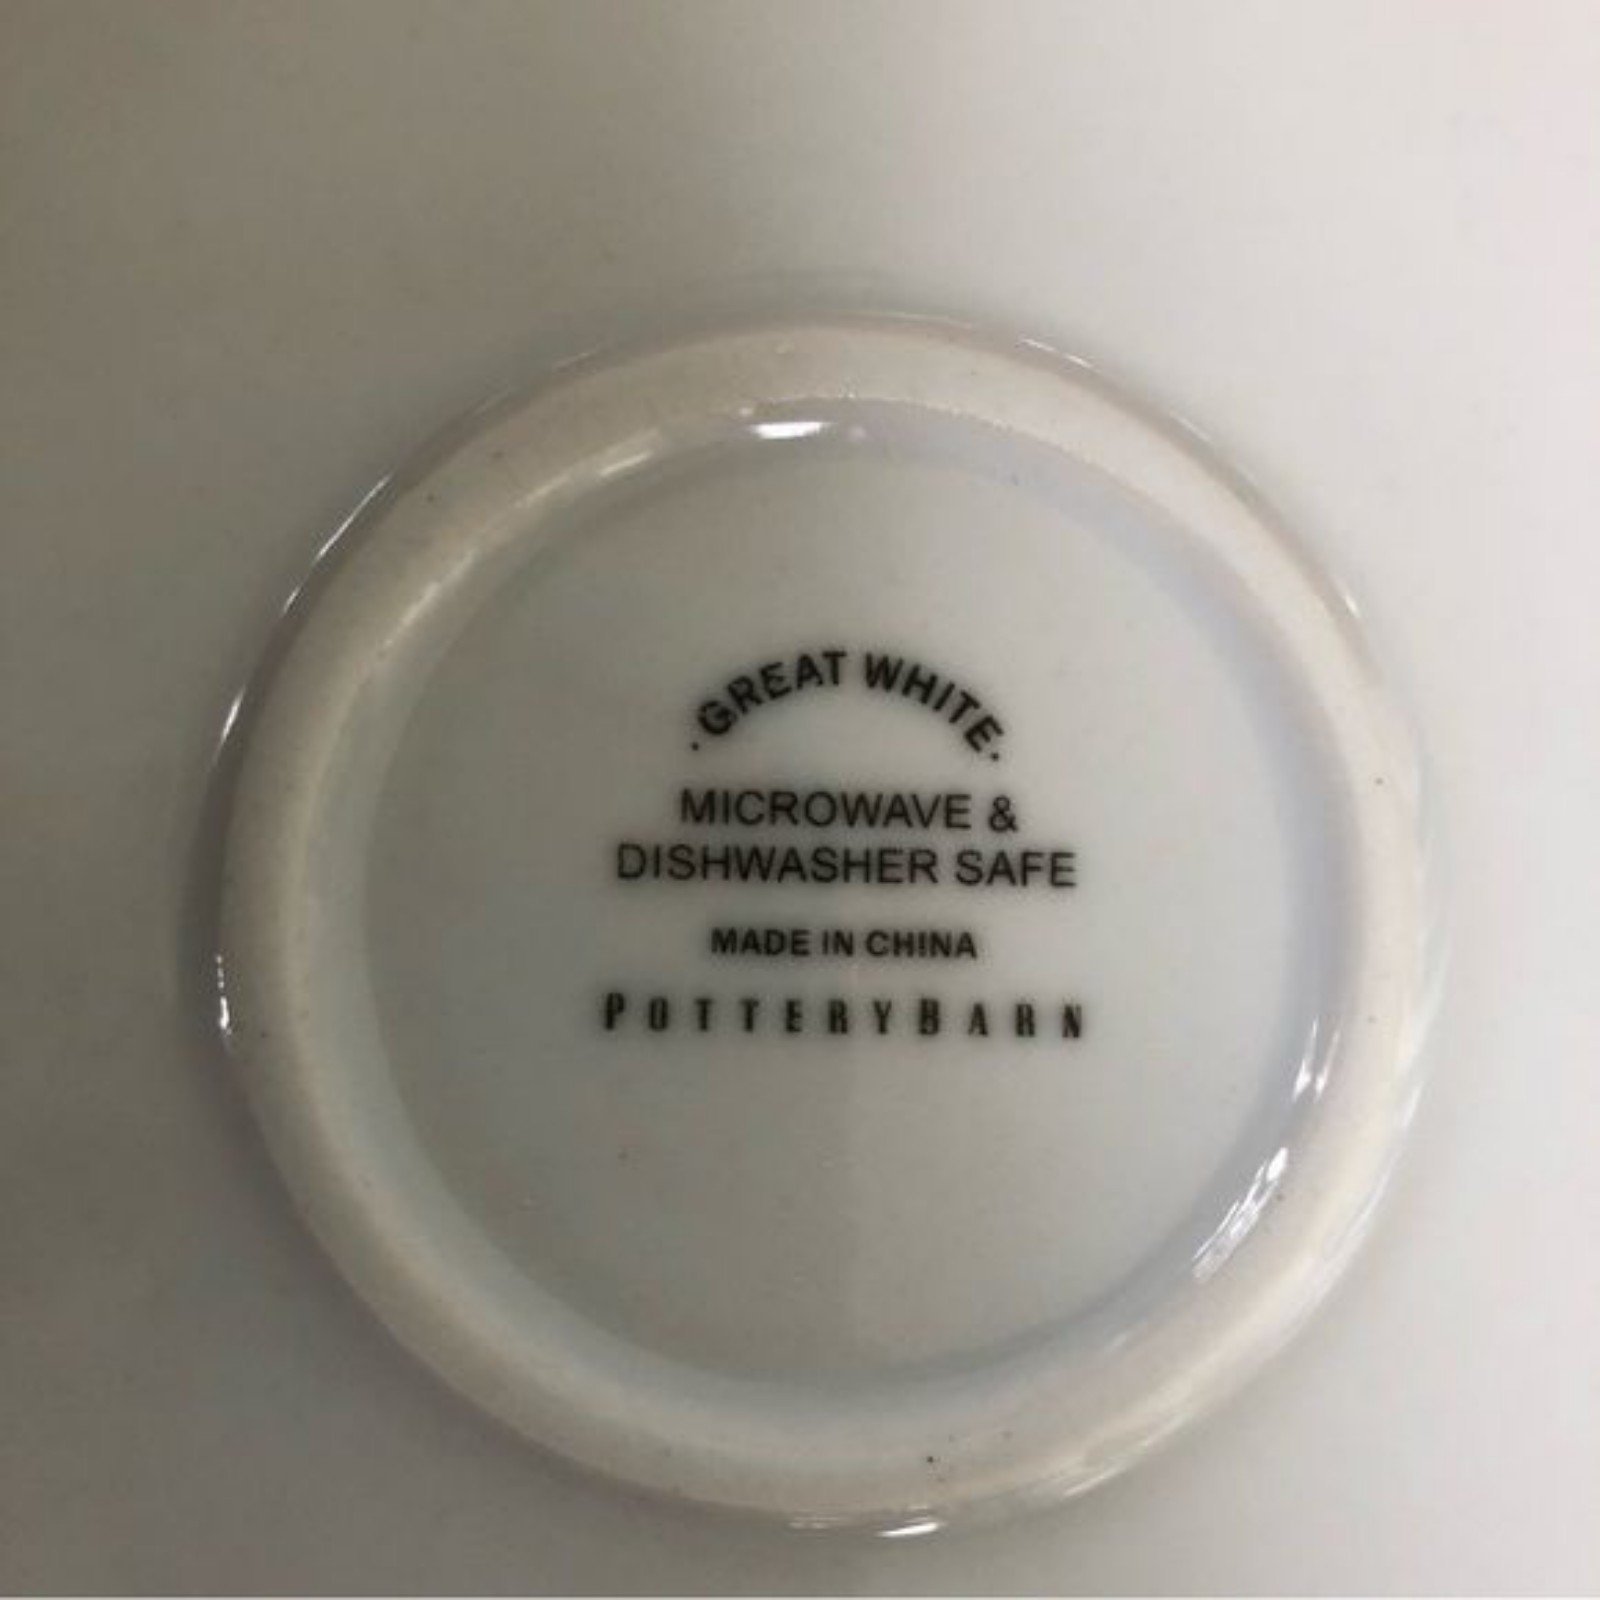 · GREAT WHITE ·
MICROWAVE &
DISHWASHER SAFE
MADE IN CHINA
POTTERYBARN